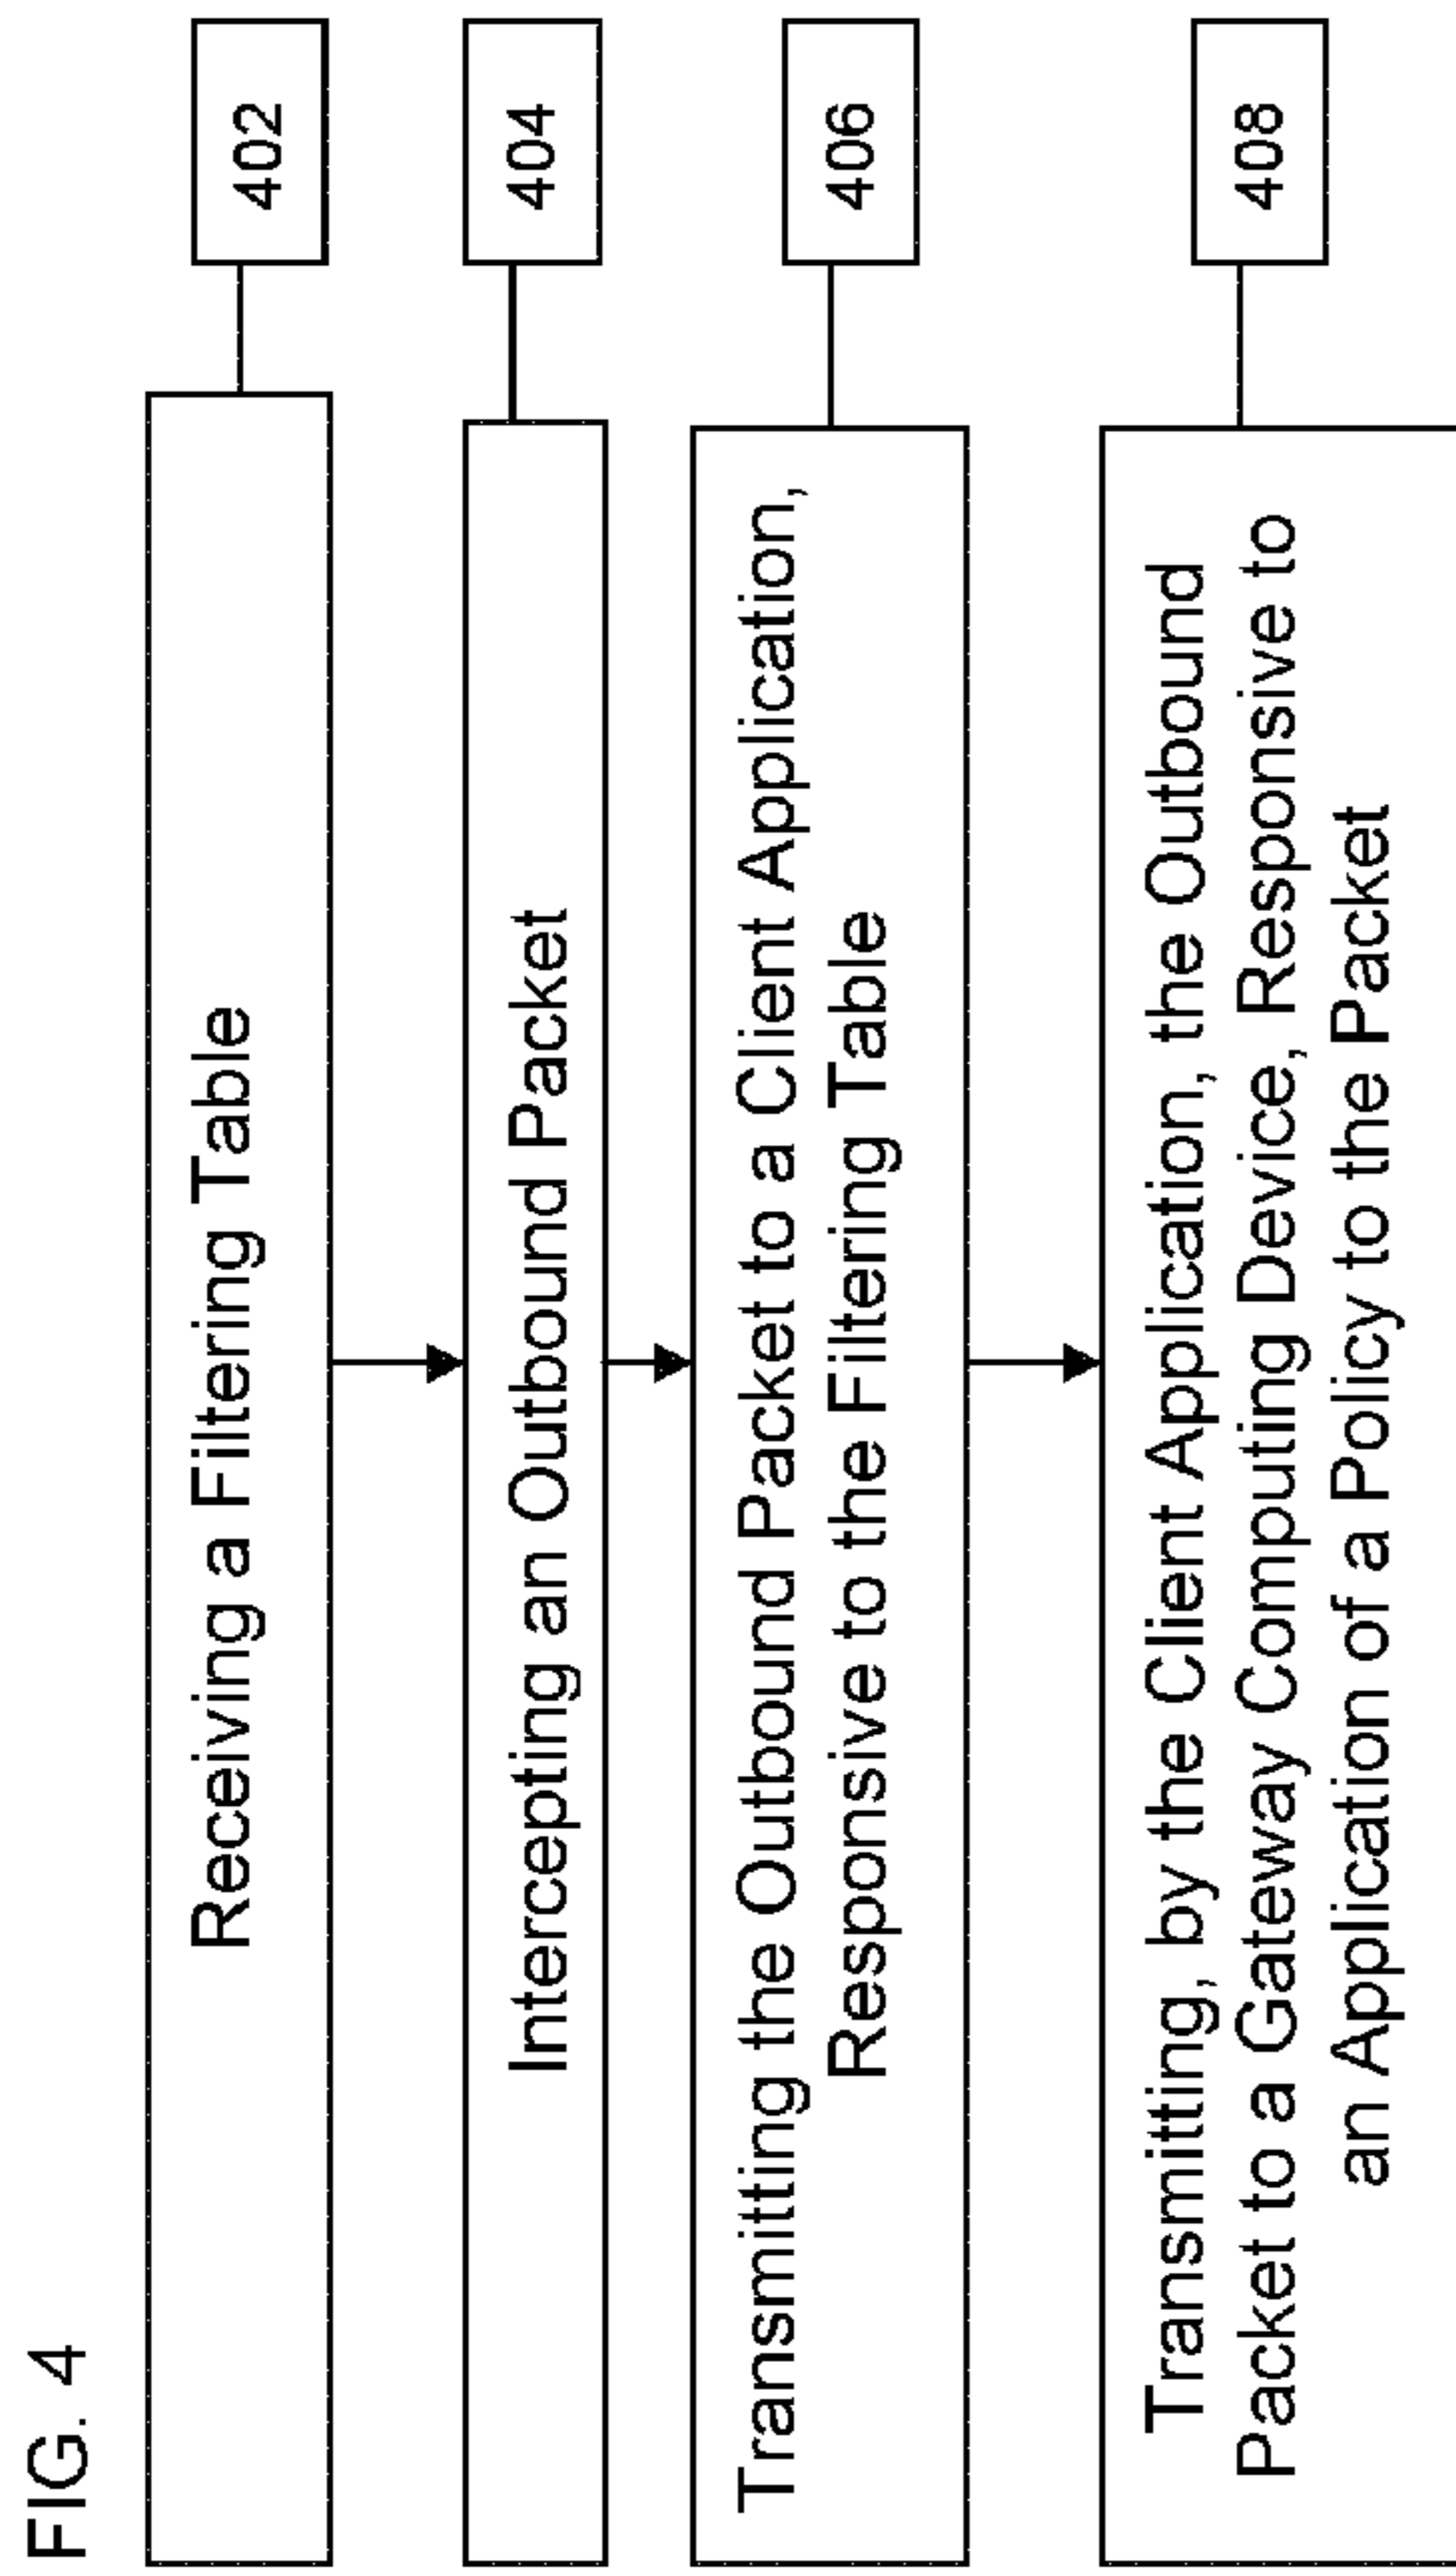 FIG. 4
Receiving a Filtering Table
402
Intercepting an Outbound Packet
404
Transmitting the Outbound Packet to a Client Application,
Responsive to the Filtering Table
406
Transmitting, by the Client Application, the Outbound
Packet to a Gateway Computing Device, Responsive to
an Application of a Policy to the Packet
408